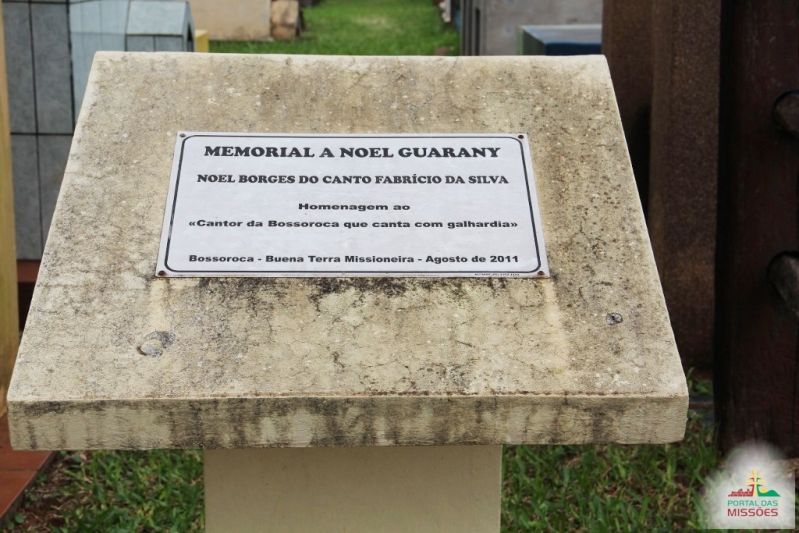 MEMORIAL A NOEL GUARANY
NOEL BORGES DO CANTO FABRÍCIO DA SILVA
Homenagem ao
«Cantor da Bossoroca que canta com galhardia»
Bossoroca - Buena Terra Missioneira - Agosto de 2011
PORTAL DAS
MISSÕES